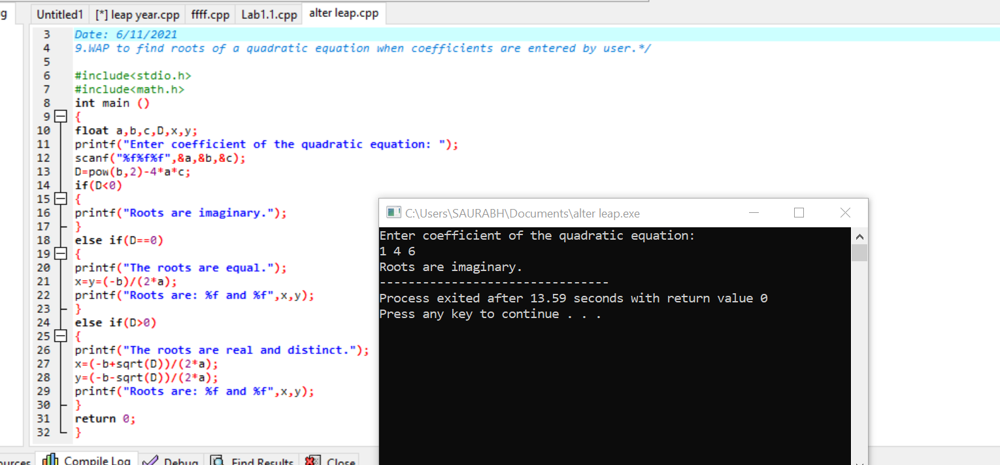 g
Untitled1 [*] leap year.cpp ffff.cpp Lab1.1.cpp alter leap.cpp
3 Date: 6/11/2021
4 9.WAP to find roots of a quadratic equation when coefficients are entered by user.*/
5
6 #include<stdio.h>
7 #include<math.h>
8 int main ()
9 {
10 float a,b,c,D,x,y;
11 printf("Enter coefficient of the quadratic equation: ");
12 scanf("%f%f%f",&a,&b,&c);
13 D=pow(b,2)-4*a*c;
14 if(D<0)
15 {
16 printf("Roots are imaginary.");
17 }
18 else if(D==0)
19 {
20 printf("The roots are equal.");
21 x=y=(-b)/(2*a);
22 printf("Roots are: %f and %f",x,y);
23 }
24 else if(D>0)
25 {
26 printf("The roots are real and distinct.");
27 x=(-b+sqrt(D))/(2*a);
28 y=(-b-sqrt(D))/(2*a);
29 printf("Roots are: %f and %f",x,y);
30 }
31 return 0;
32 }
C:\Users\SAURABH\Documents\alter leap.exe
Enter coefficient of the quadratic equation:
1 4 6
Roots are imaginary.
--------------------------------
Process exited after 13.59 seconds with return value 0
Press any key to continue . . .
ources Compile Log Debug Find Results Close